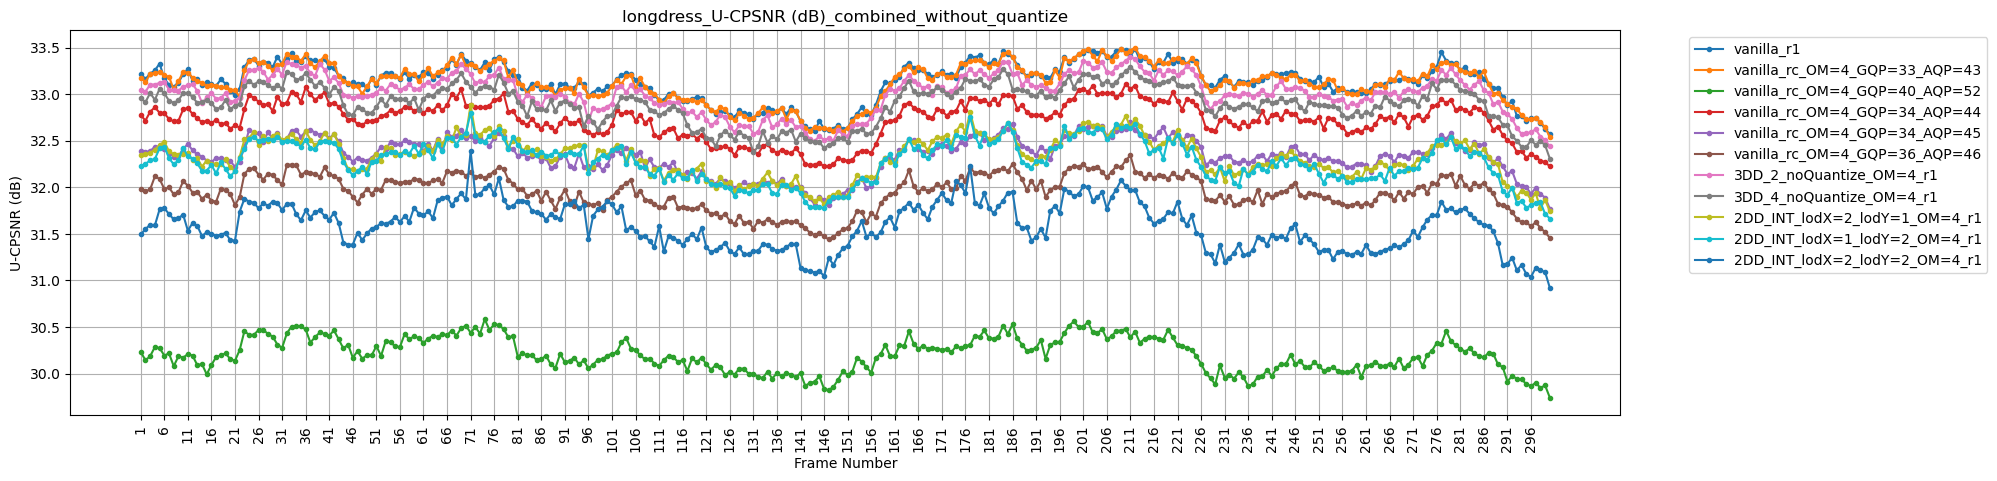 longdress_U-CPSNR (dB)_combined_without_quantize
U-CPSNR (dB)
33.5
33.0
32.5
32.0
31.5
31.0
30.5
30.0
1 6 11 16 21 26 31 36 41 46 51 56 61 66 71 76 81 86 91 96 101 106 111 116 121 126 131 136 141 146 151 156 161 166 171 176 181 186 191 196 201 206 211 216 221 226 231 236 241 246 251 256 261 266 271 276 281 286 291 296
Frame Number
vanilla_r1
vanilla_rc_OM=4_GQP=33_AQP=43
vanilla_rc_OM=4_GQP=40_AQP=52
vanilla_rc_OM=4_GQP=34_AQP=44
vanilla_rc_OM=4_GQP=34_AQP=45
vanilla_rc_OM=4_GQP=36_AQP=46
3DD_2_noQuantize_OM=4_r1
3DD_4_noQuantize_OM=4_r1
2DD_INT_lodX=2_lodY=1_OM=4_r1
2DD_INT_lodX=1_lodY=2_OM=4_r1
2DD_INT_lodX=2_lodY=2_OM=4_r1